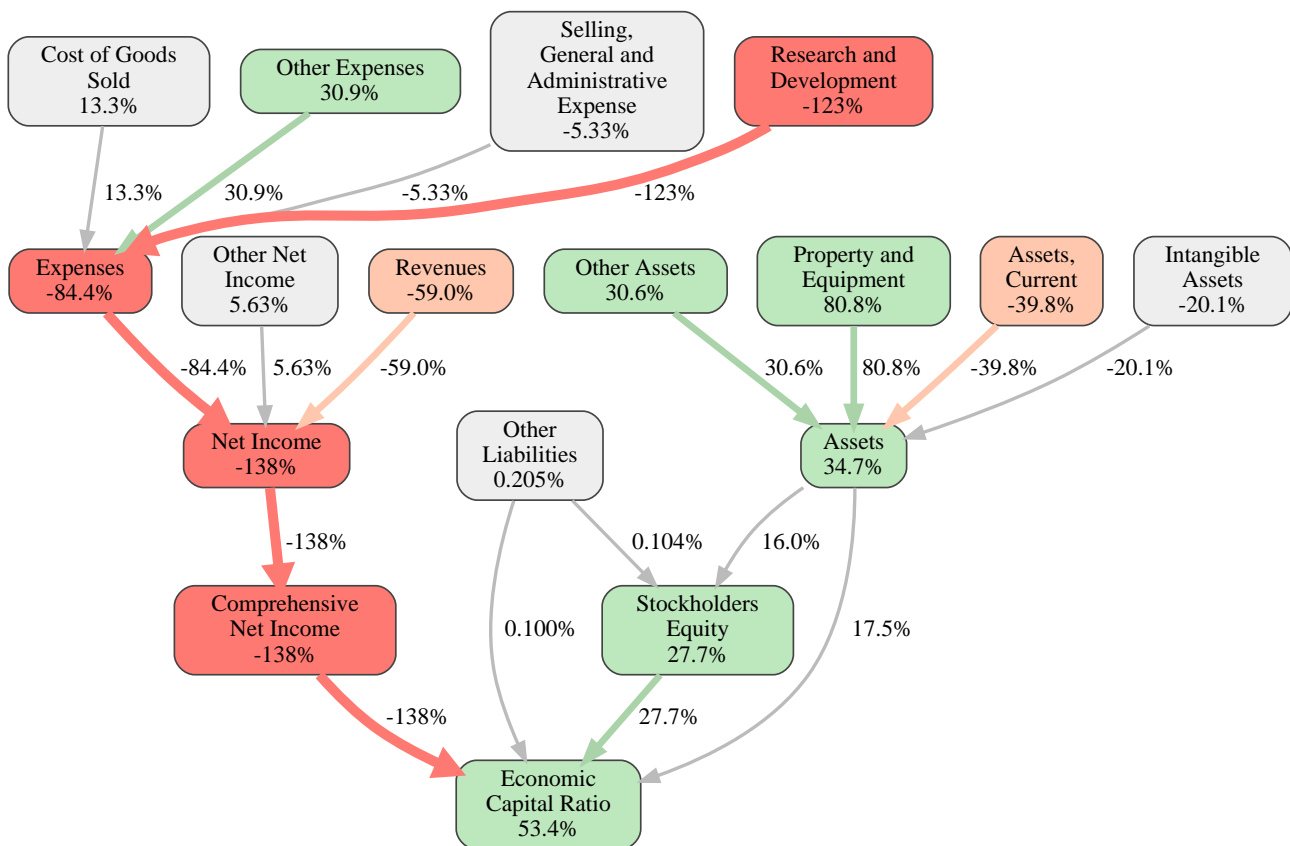 Cost of Goods
Sold
13.3%
Other Expenses
30.9%
Selling,
General and
Administrative
Expense
-5.33%
Research and
Development
-123%
13.3%
30.9%
-5.33%
-123%
Expenses
-84.4%
Other Net
Income
5.63%
Revenues
-59.0%
Other Assets
30.6%
Property and
Equipment
80.8%
Assets,
Current
-39.8%
Intangible
Assets
-20.1%
-84.4%
5.63%
-59.0%
30.6%
80.8%
-39.8%
-20.1%
Net Income
-138%
Other
Liabilities
0.205%
Assets
34.7%
-138%
0.104%
16.0%
Comprehensive
Net Income
-138%
0.100%
Stockholders
Equity
27.7%
17.5%
-138%
27.7%
Economic
Capital Ratio
53.4%